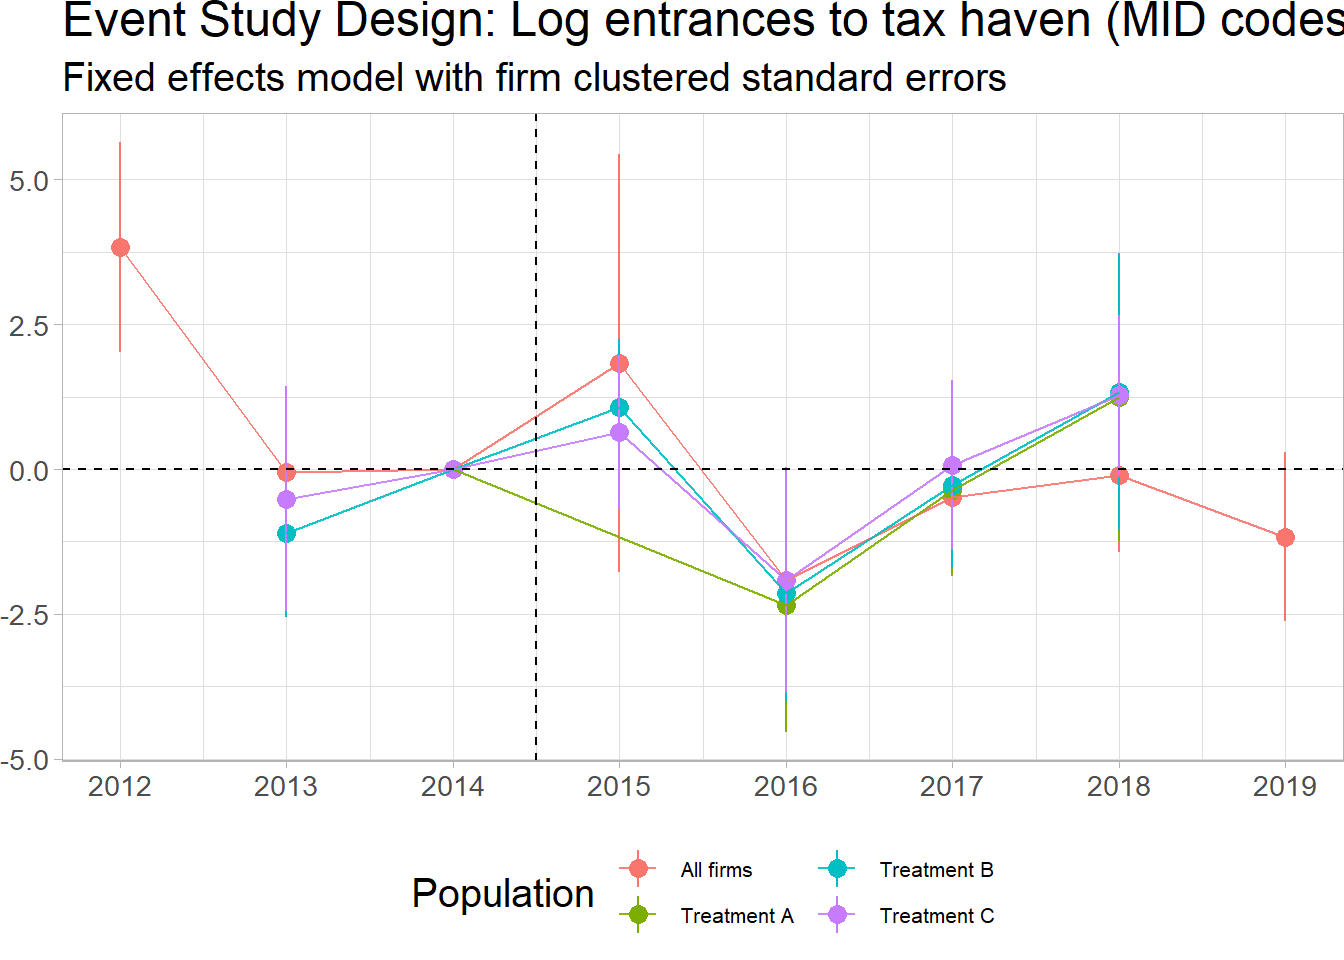 Event Study Design: Log entrances to tax haven (MID codes
Fixed effects model with firm clustered standard errors
5.0
2.5
0.0
-2.5
-5.0
2012 2013 2014 2015 2016 2017 2018 2019
Population
All firms
Treatment B
Treatment A
Treatment C